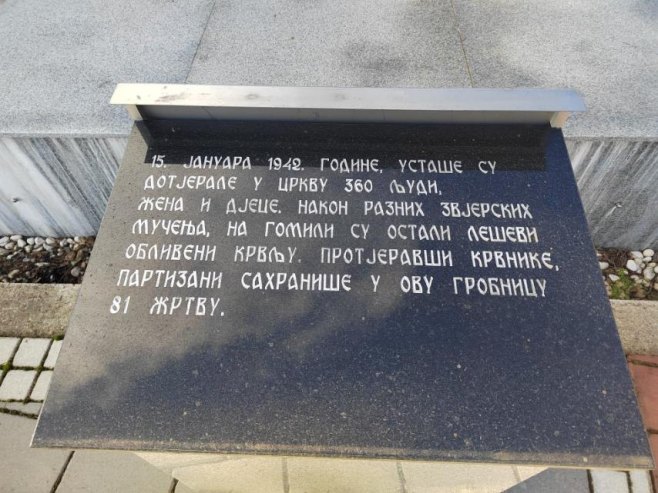 15. ЈАНУАРА 1942. ГОДИНЕ, УСТАШЕ СУ
ДОТЈЕРАЛЕ У ЦРКВУ 360 ЉУДИ,
ЖЕНА И ДЈЕЦЕ. НАКОН РАЗНИХ ЗВЈЕРСКИХ
МУЧЕЊА, НА ГОМИЛИ СУ ОСТАЛИ ЛЕШЕВИ
ОБЛИВЕНИ КРВЉУ. ПРОТЈЕРАВШИ КРВНИКЕ,
ПАРТИЗАНИ САХРАНИШЕ У ОВУ ГРОБНИЦУ
81 ЖРТВУ.